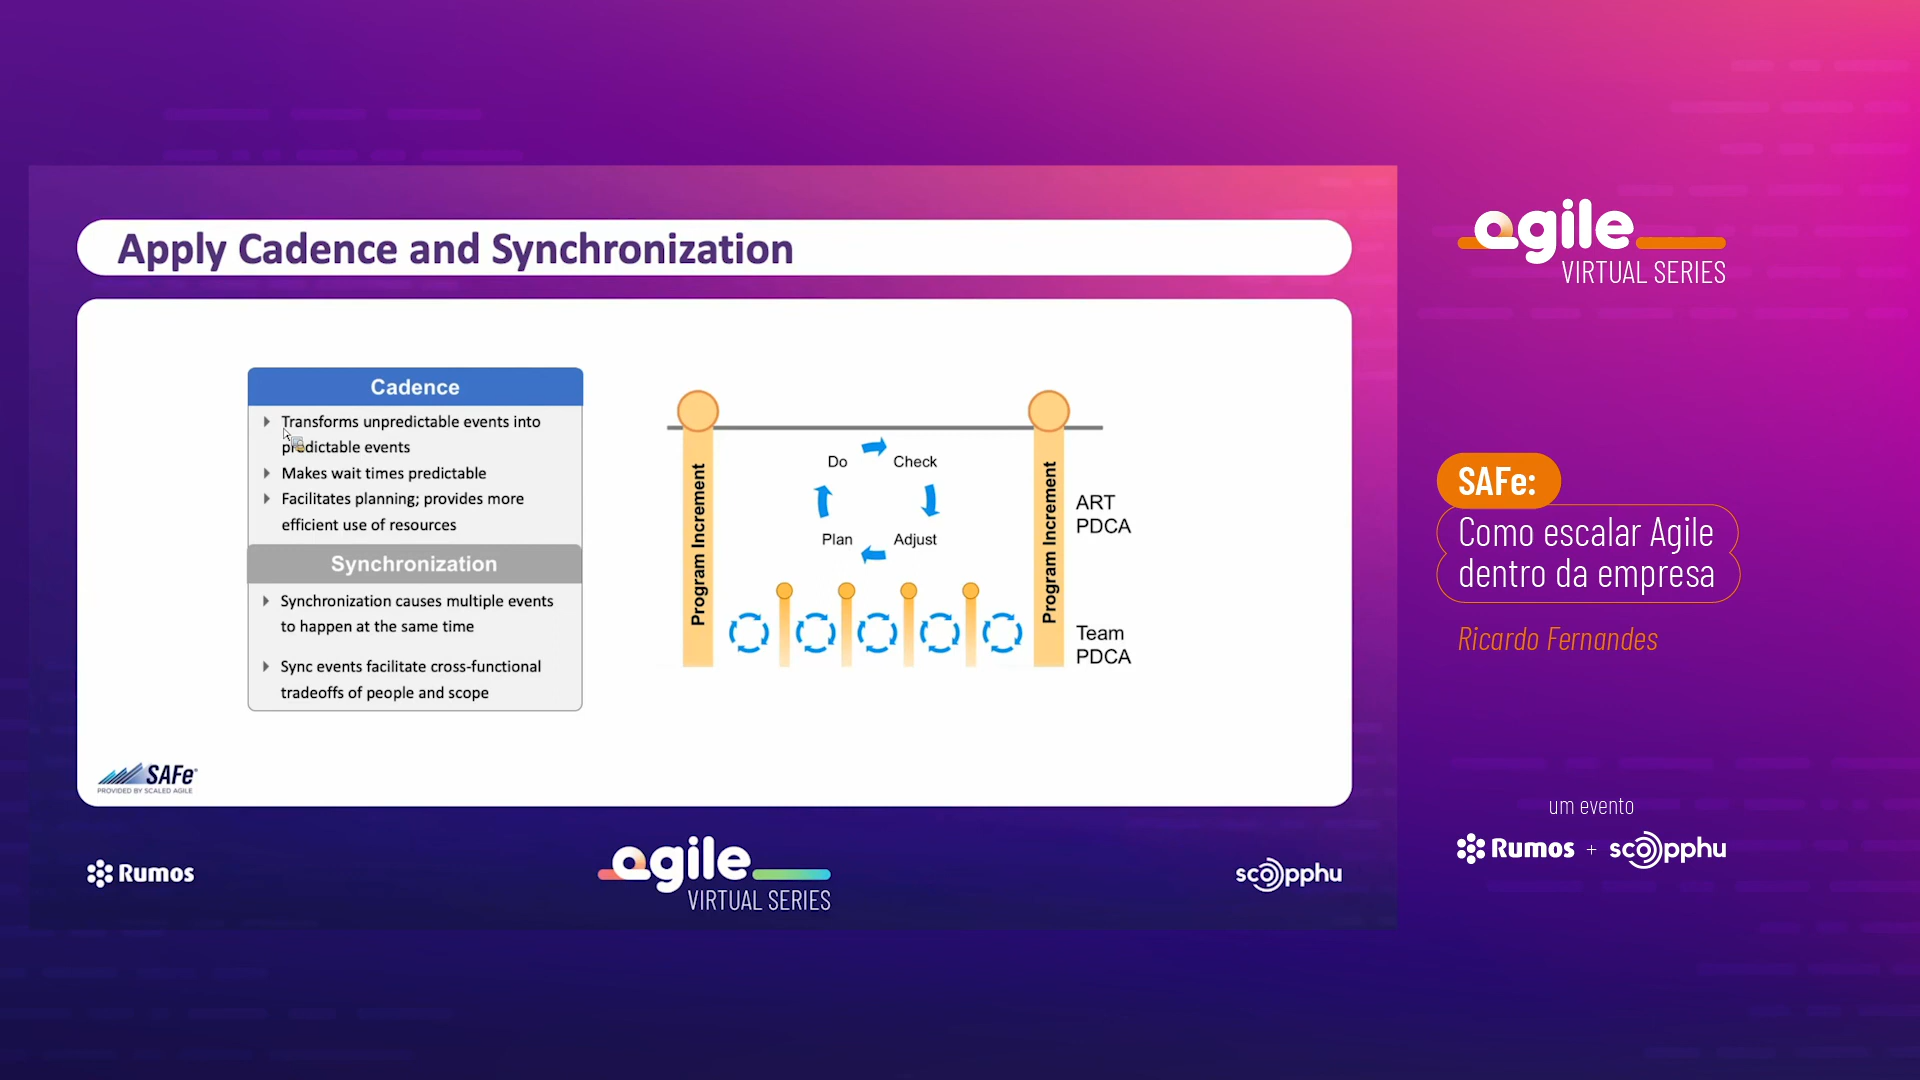 Apply Cadence and Synchronization
Cadence
Transforms unpredictable events into
predictable events
Makes wait times predictable
Facilitates planning; provides more
efficient use of resources
Synchronization
Synchronization causes multiple events
to happen at the same time
Sync events facilitate cross-functional
tradeoffs of people and scope
Program Increment
Do
Check
Plan
Adjust
Program Increment
ART
PDCA
Team
PDCA
SAFe®
PROVIDED BY SCALED AGILE
Rumos
agile
VIRTUAL SERIES
scopphu
agile
VIRTUAL SERIES
SAFe:
Como escalar Agile
dentro da empresa
Ricardo Fernandes
um evento
Rumos + scopphu